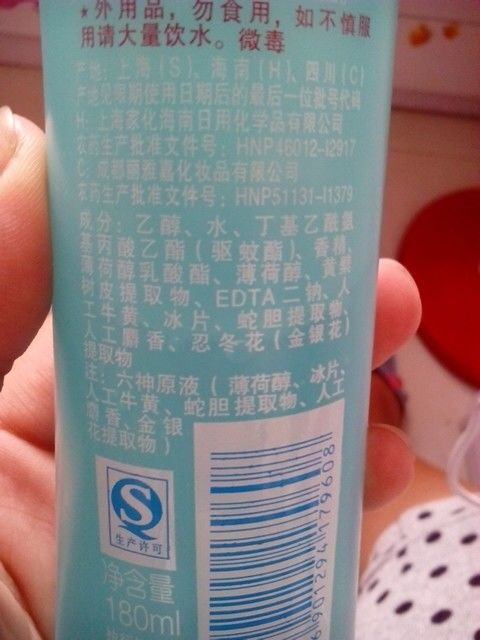 ★外用品，勿食用，如不慎服
用请大量饮水。微毒
产地：上海(S)、海南(H)、四川(C)
产地见限期使用日期后的最后一位批号代码
H：上海家化海南日用化学品有限公司
农药生产批准文件号：HNP46012-I2917
C：成都丽雅嘉化妆品有限公司
农药生产批准文件号：HNP51131-I1379
成分：乙醇、水、丁基乙酰氨
基丙酸乙酯(驱蚊酯)、香精、
薄荷醇乳酸酯、薄荷醇、黄檗
树皮提取物、EDTA二钠、人
工牛黄、冰片、蛇胆提取物、
人工麝香、忍冬花(金银花)
提取物
注：六神原液(薄荷醇、冰片、
人工牛黄、蛇胆提取物、人工
麝香、金银
花提取物)
S
生产许可
净含量
180ml
901294179608